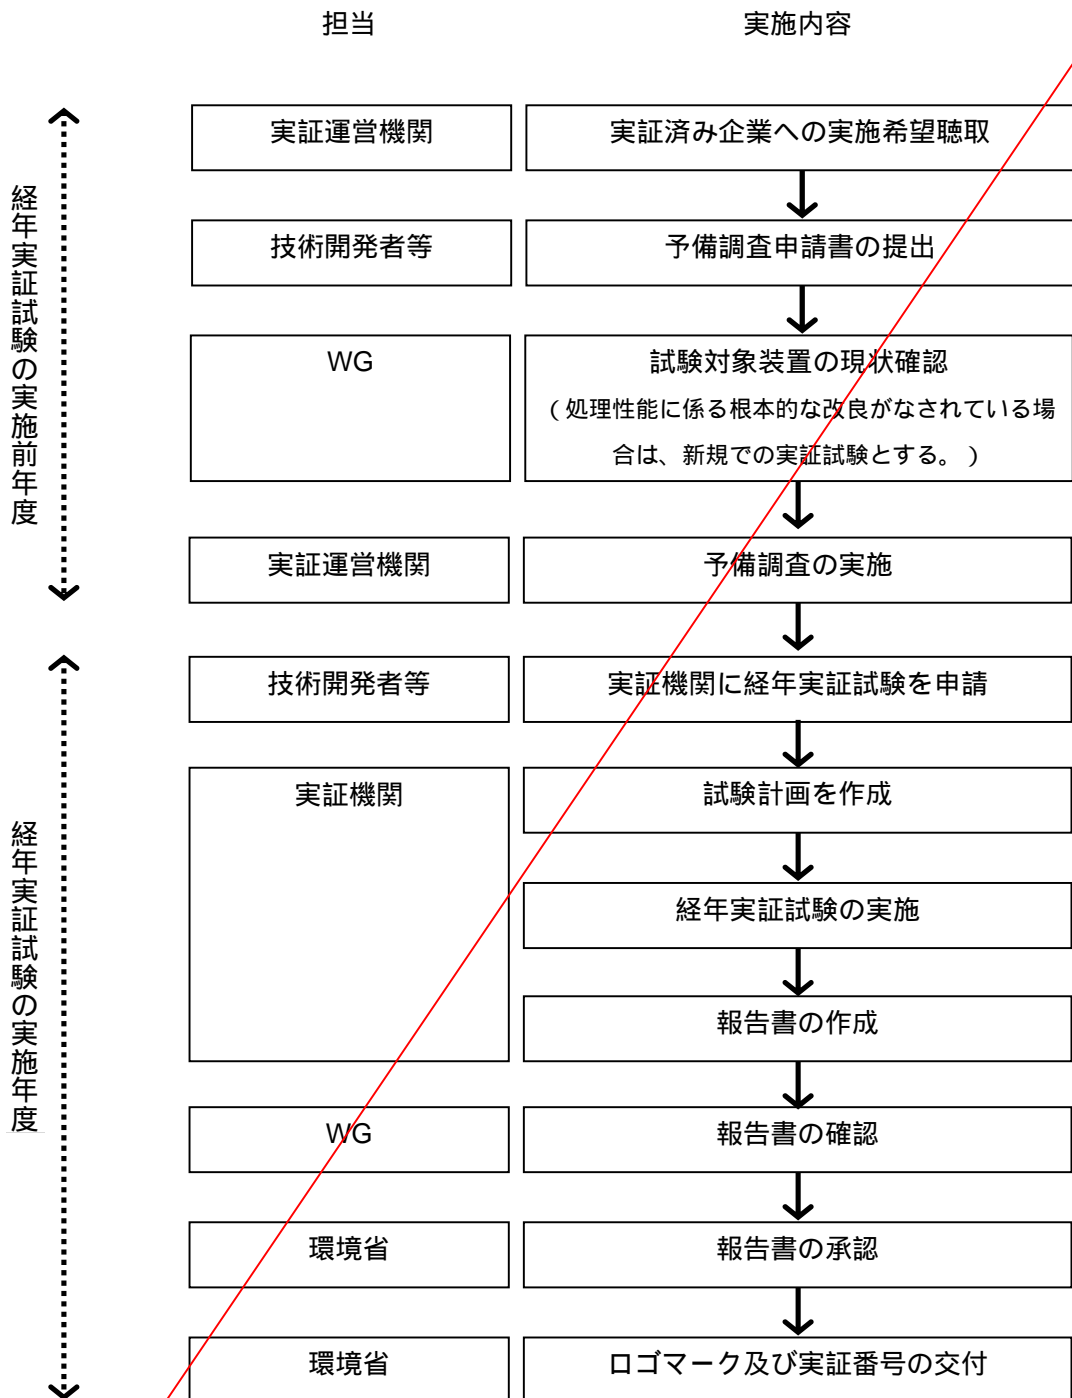 担当
実施内容
経年実証試験の実施前年度
実証運営機関
実証済み企業への実施希望聴取
技術開発者等
予備調査申請書の提出
WG
試験対象装置の現状確認
（処理性能に係る根本的な改良がなされている場
合は、新規での実証試験とする。）
実証運営機関
予備調査の実施
経年実証試験の実施年度
技術開発者等
実証機関に経年実証試験を申請
実証機関
試験計画を作成
経年実証試験の実施
報告書の作成
WG
報告書の確認
環境省
報告書の承認
環境省
ロゴマーク及び実証番号の交付